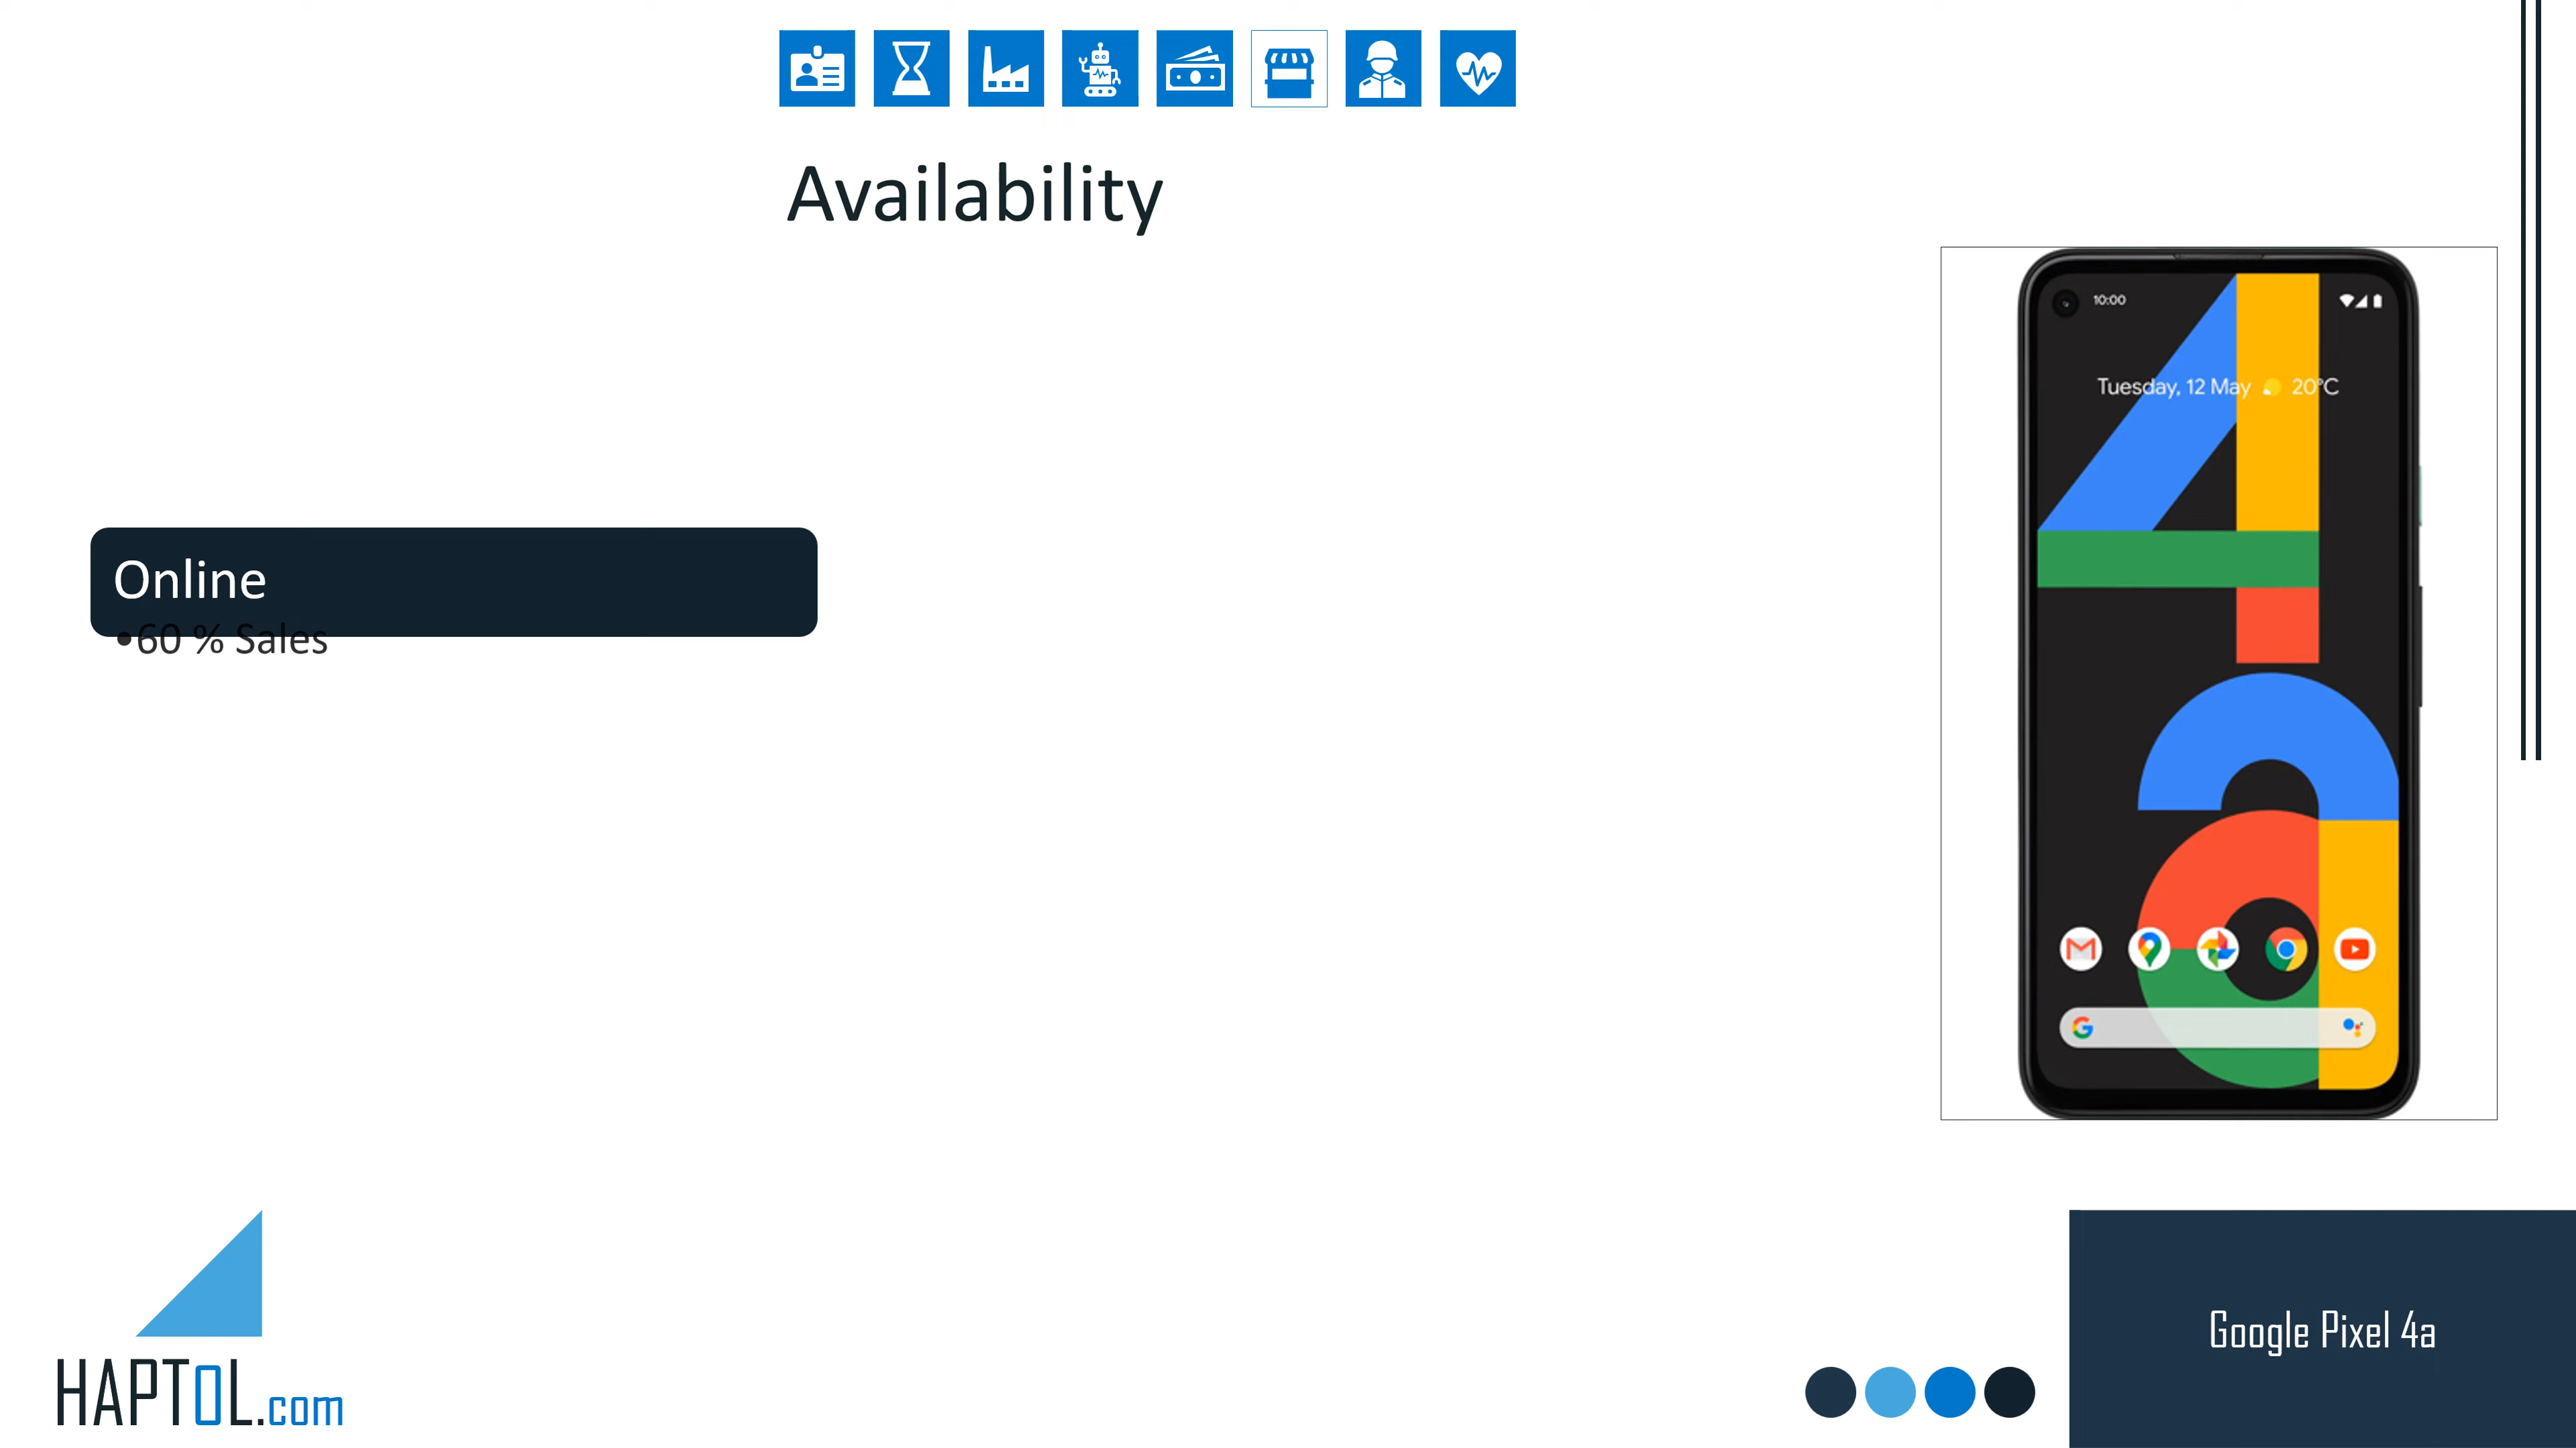 Availability
10:00
Tuesday, 12 May 20°C
Online
•60 % Sales
HAPTOL.com
Google Pixel 4a